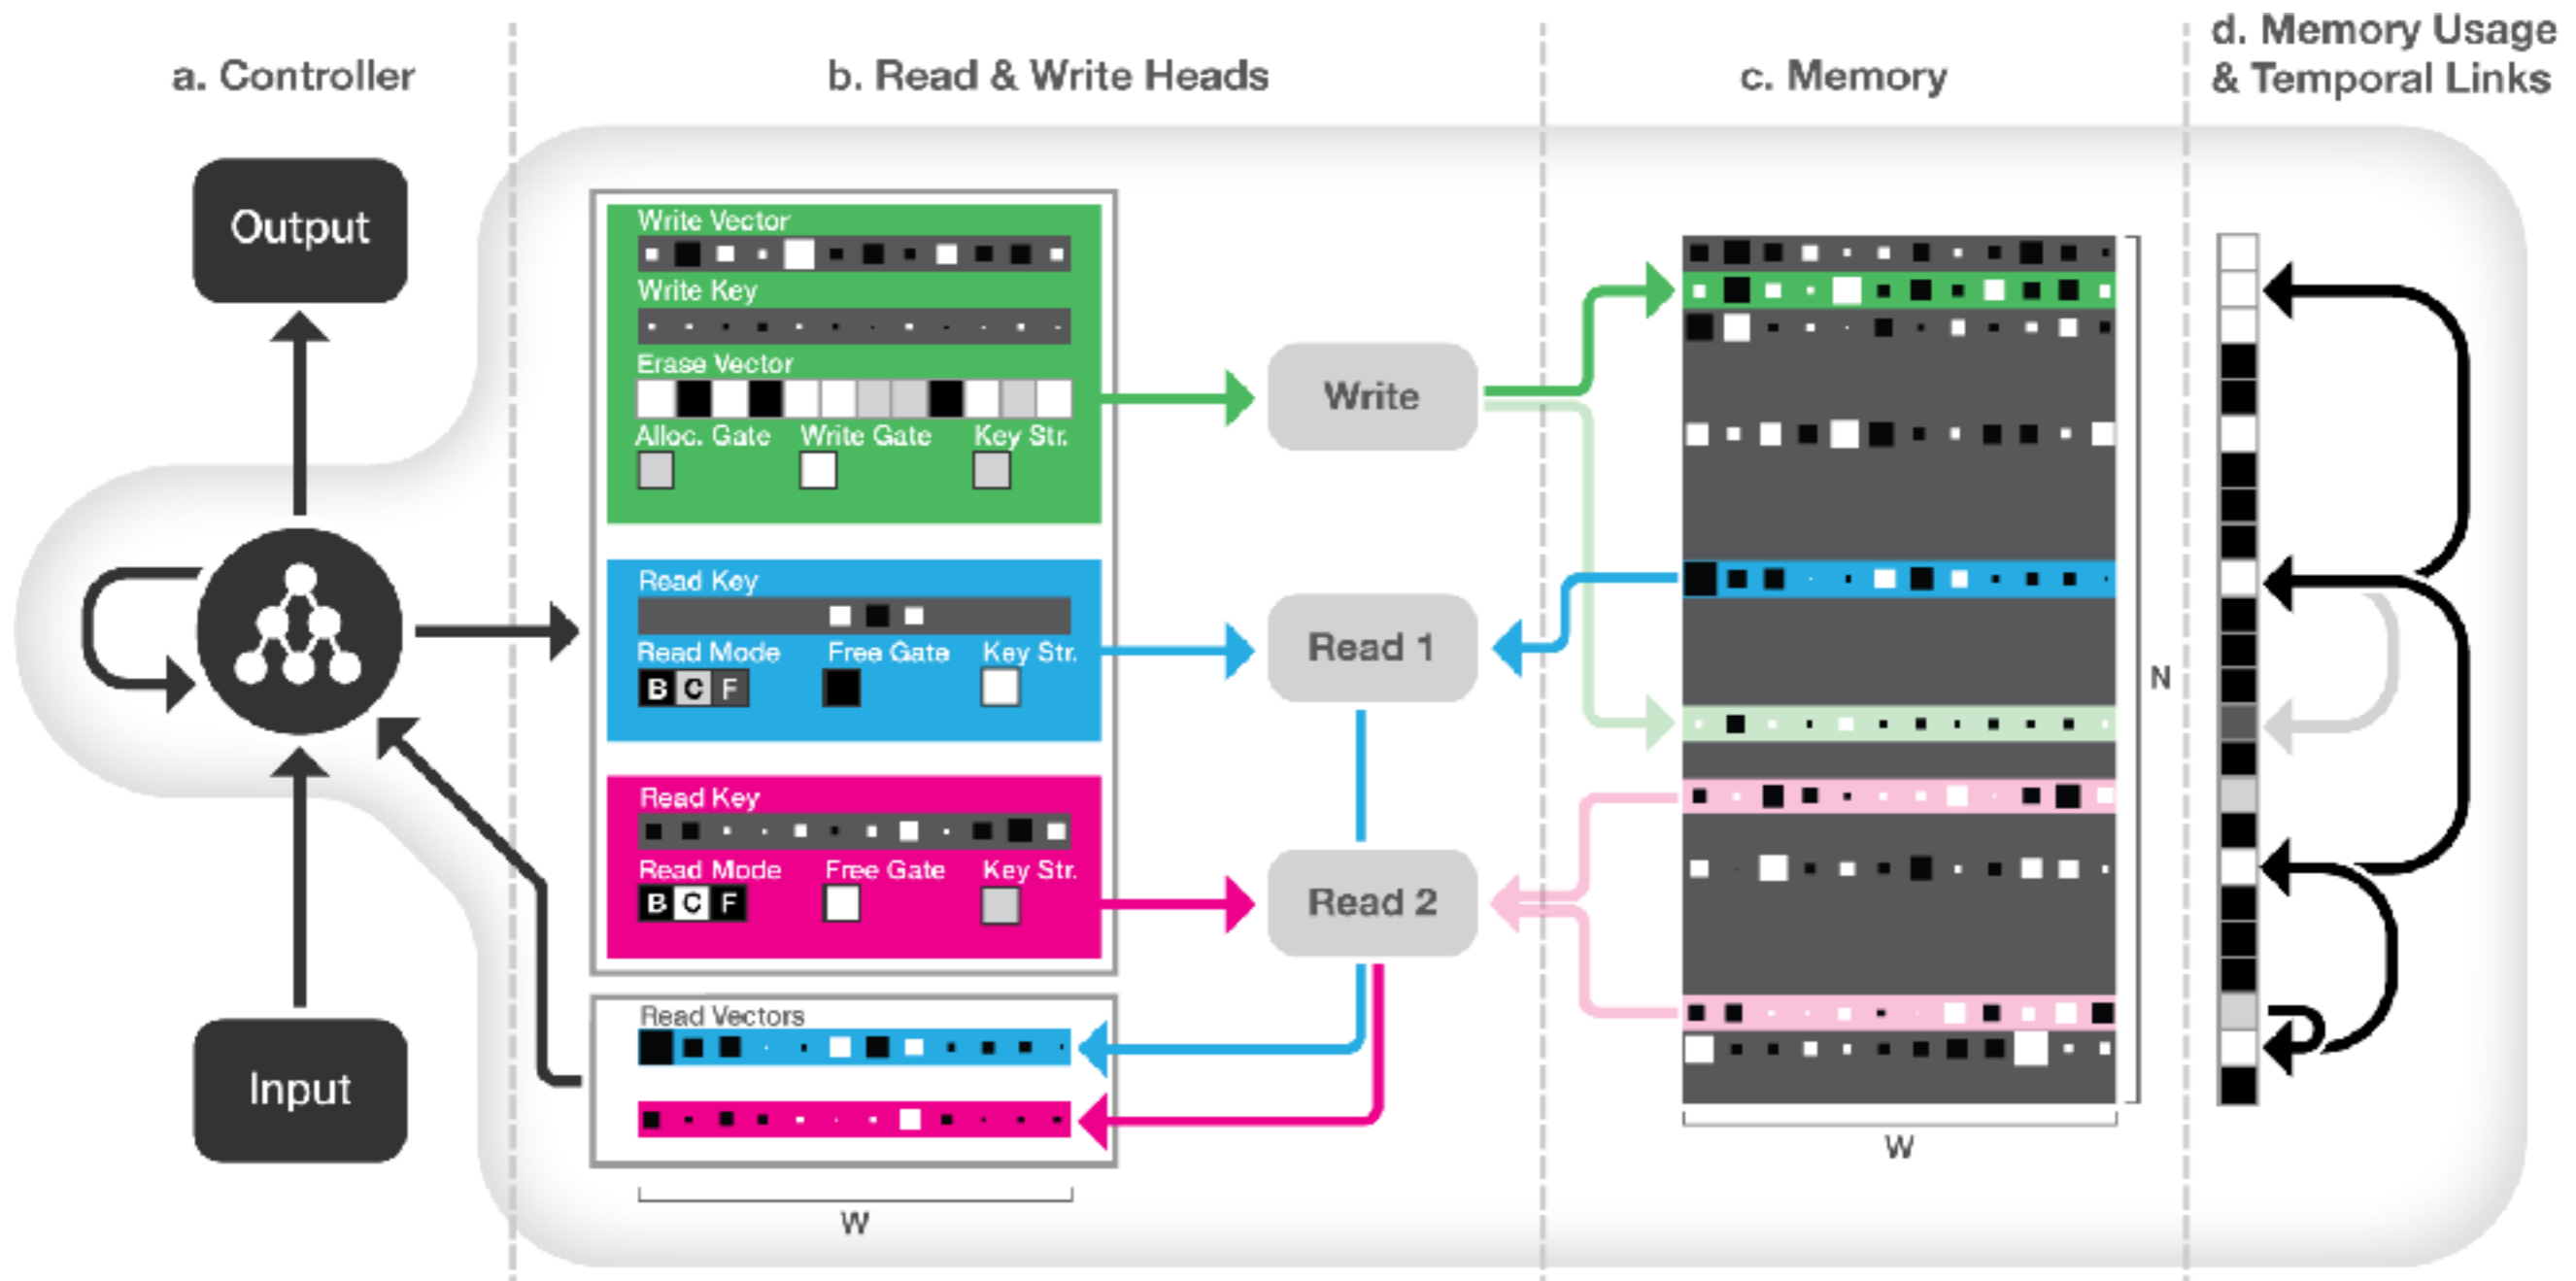 a. Controller
b. Read & Write Heads
c. Memory
d. Memory Usage
& Temporal Links
Output
Input
Write Vector
Write Key
Erase Vector
Alloc. Gate
Write Gate
Key Str.
Read Key
Read Mode
Free Gate
Key Str.
B C F
Read Key
Read Mode
Free Gate
Key Str.
B C F
Read Vectors
W
Write
Read 1
Read 2
N
W